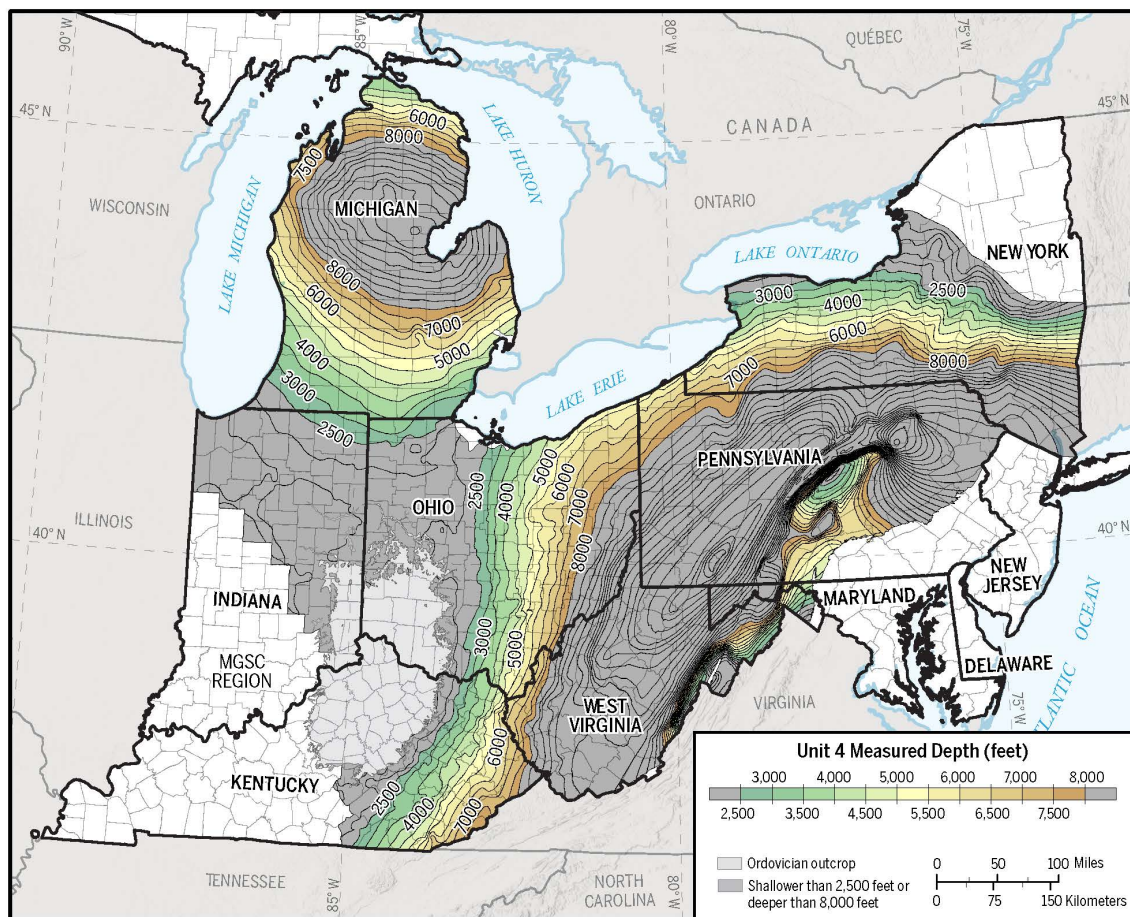 90° W
85° W
80° W
75° W
QUÉBEC
45° N
45° N
CANADA
6000
8000
7500
LAKE HURON
LAKE MICHIGAN
WISCONSIN
MICHIGAN
ONTARIO
LAKE ONTARIO
NEW YORK
8000
6000
7000
5000
4000
3000
2500
3000
4000
2500
6000
8000
7000
LAKE ERIE
PENNSYLVANIA
OHIO
2500
4000
5000
6000
7000
8000
ILLINOIS
40° N
40° N
INDIANA
MGSC
REGION
NEW
JERSEY
MARYLAND
DELAWARE
ATLANTIC OCEAN
75° W
3000
5000
WEST
VIRGINIA
VIRGINIA
KENTUCKY
2500
4000
6000
7000
TENNESSEE
85° W
80° W
NORTH
CAROLINA
Unit 4 Measured Depth (feet)
3,000 4,000 5,000 6,000 7,000 8,000
2,500 3,500 4,500 5,500 6,500 7,500
Ordovician outcrop
Shallower than 2,500 feet or
deeper than 8,000 feet
0 50 100 Miles
0 75 150 Kilometers